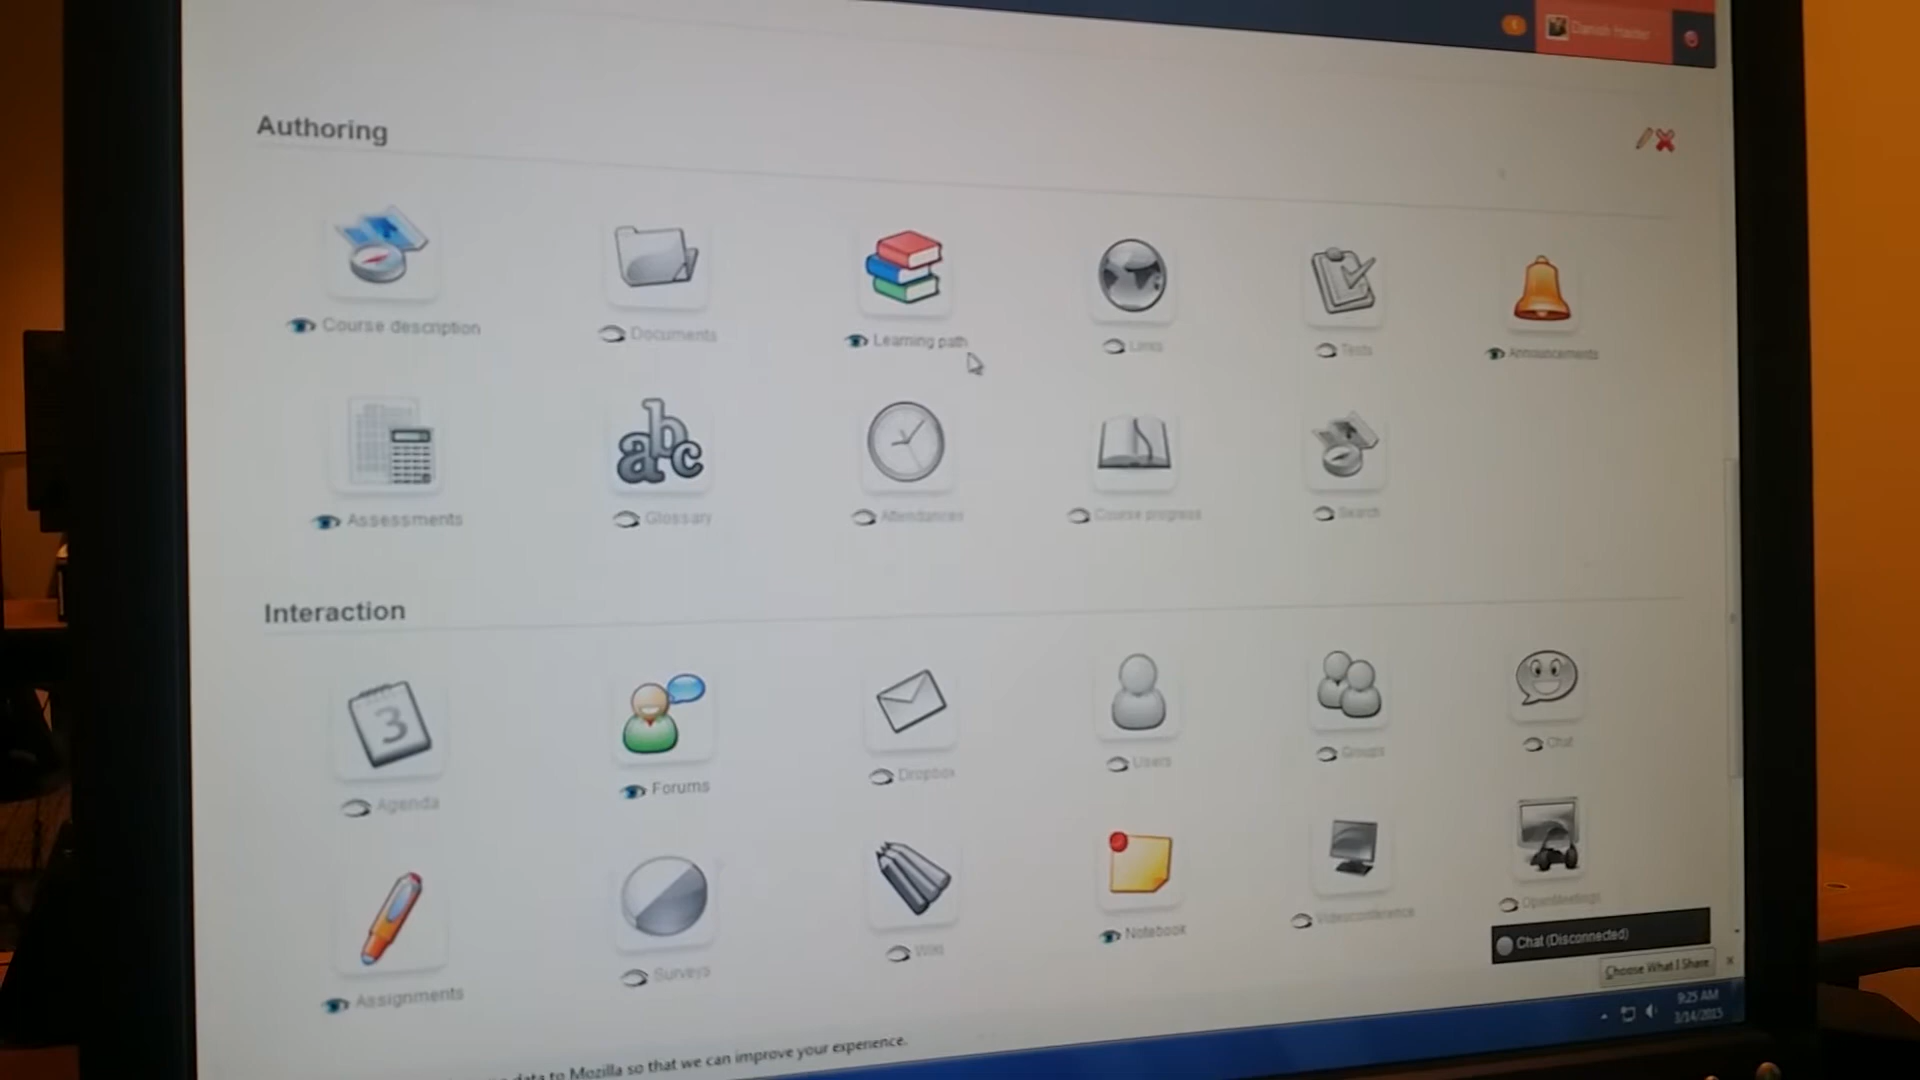 Authoring
Course description
Documents
Learning path
Links
Tests
Announcements
abc
Assessments
Glossary
Attendances
Course progress
Search
Interaction
3
Agenda
Forums
Dropbox
Users
Groups
Chat
Assignments
Surveys
Wiki
Notebook
Videoconference
OpenMeetings
Chat (Disconnected)
Choose What I Share
data to Mozilla so that we can improve your experience.
9:25 AM
3/14/2015